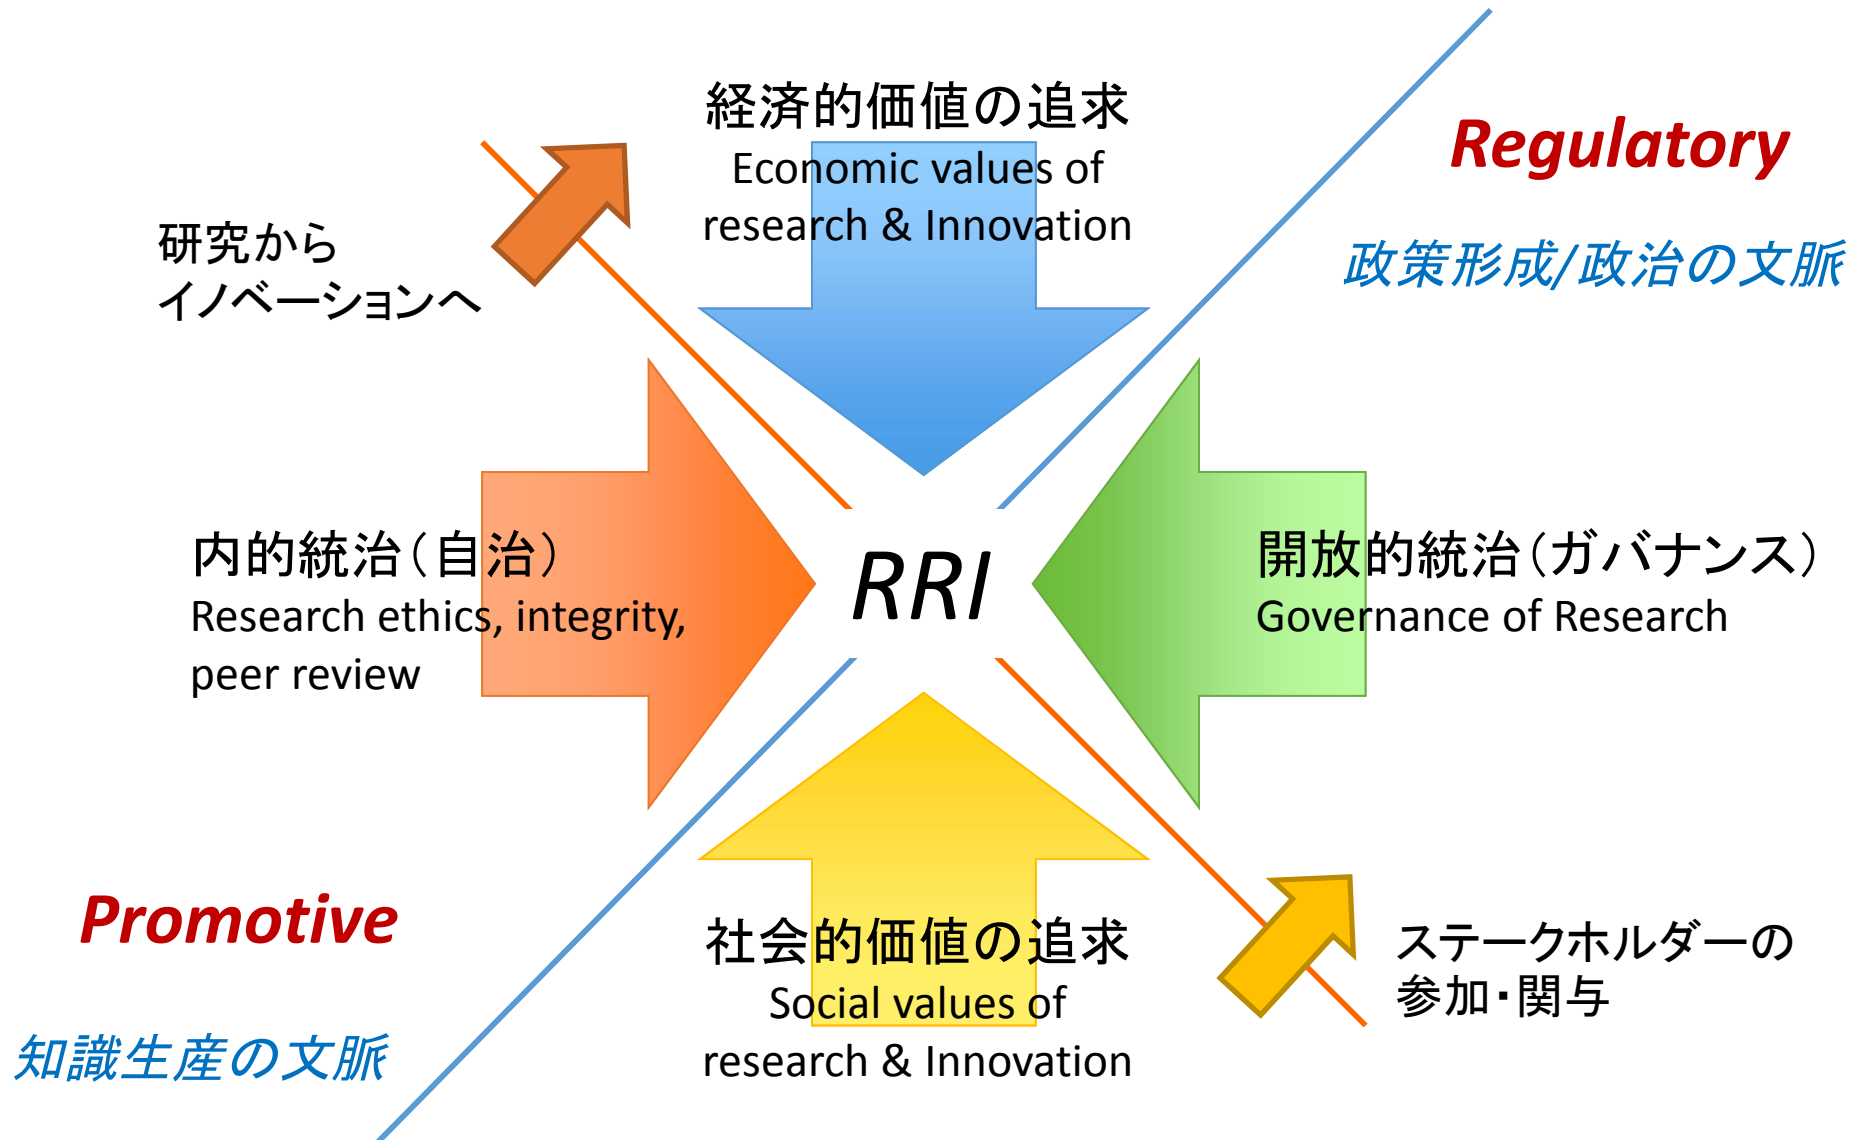 経済的価値の追求
Economic values of
research & Innovation
Regulatory
政策形成/政治の文脈
研究から
イノベーションへ
内的統治（自治）
Research ethics, integrity,
peer review
RRI
開放的統治（ガバナンス）
Governance of Research
Promotive
知識生産の文脈
社会的価値の追求
Social values of
research & Innovation
ステークホルダーの
参加・関与